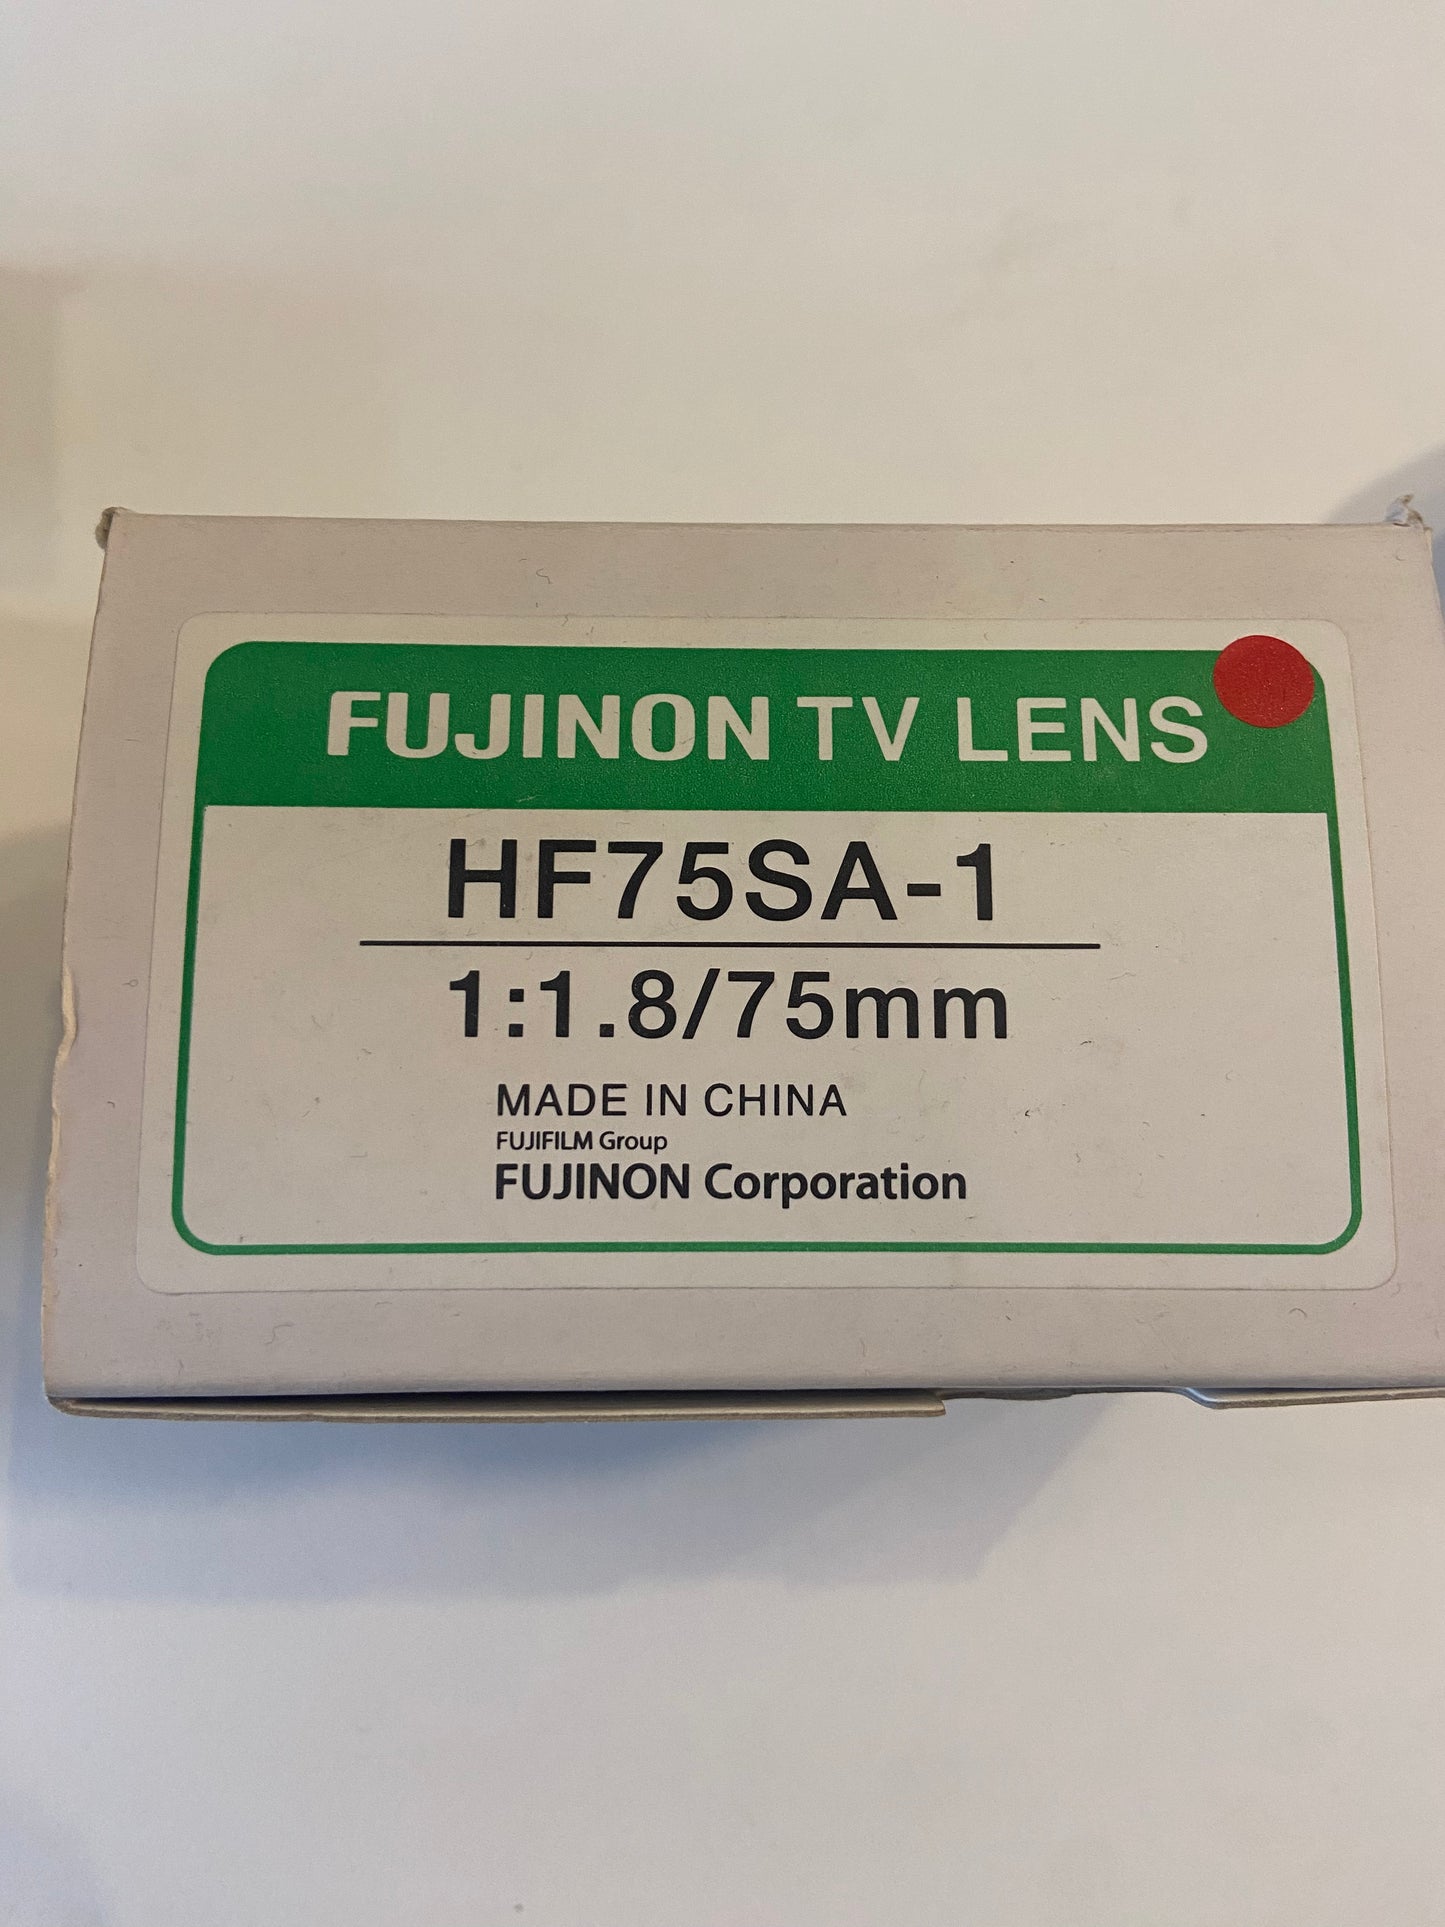 FUJINON TV LENS
HF75SA-1
1:1.8/75mm
MADE IN CHINA
FUJIFILM Group
FUJINON Corporation